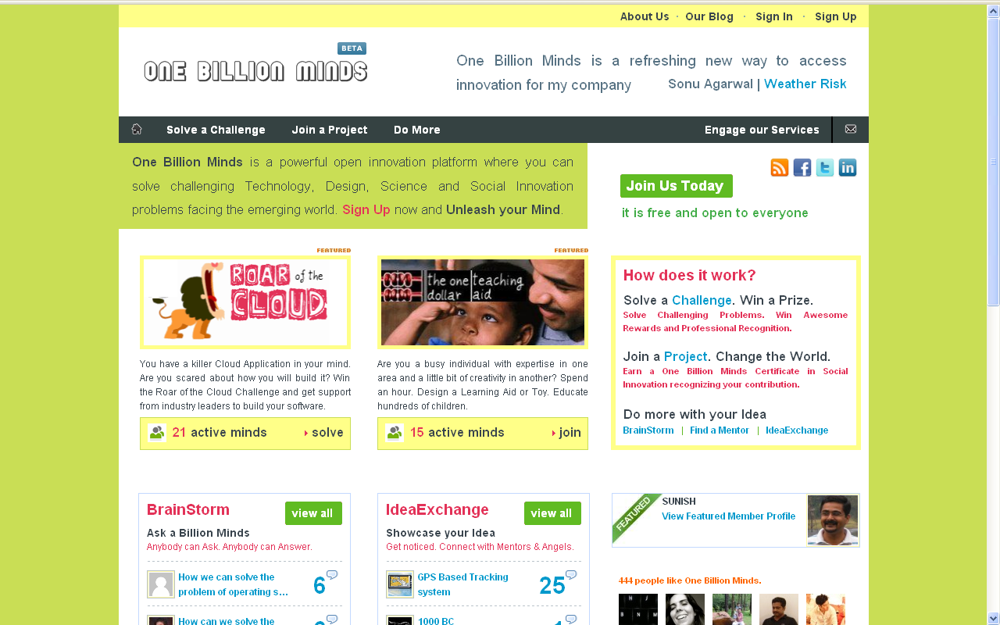 About Us · Our Blog · Sign In · Sign Up
BETA
ONE BILLION MINDS
One Billion Minds is a refreshing new way to access
innovation for my company
Sonu Agarwal | Weather Risk
Solve a Challenge
Join a Project
Do More
Engage our Services
One Billion Minds is a powerful open innovation platform where you can
solve challenging Technology, Design, Science and Social Innovation
problems facing the emerging world. Sign Up now and Unleash your Mind.
Join Us Today
it is free and open to everyone
FEATURED
ROAR of the
CLOUD
You have a killer Cloud Application in your mind.
Are you scared about how you will build it? Win
the Roar of the Cloud Challenge and get support
from industry leaders to build your software.
21 active minds
solve
FEATURED
the one teaching
dollar aid
Are you a busy individual with expertise in one
area and a little bit of creativity in another? Spend
an hour. Design a Learning Aid or Toy. Educate
hundreds of children.
15 active minds
join
How does it work?
Solve a Challenge. Win a Prize.
Solve Challenging Problems. Win Awesome
Rewards and Professional Recognition.
Join a Project. Change the World.
Earn a One Billion Minds Certificate in Social
Innovation recognizing your contribution.
Do more with your Idea
BrainStorm | Find a Mentor | IdeaExchange
BrainStorm
view all
Ask a Billion Minds
Anybody can Ask. Anybody can Answer.
How we can solve the
problem of operating s...
6
How can we solve the
IdeaExchange
view all
Showcase your Idea
Get noticed. Connect with Mentors & Angels.
GPS Based Tracking
system
25
1000 BC
FEATURED
SUNISH
View Featured Member Profile
444 people like One Billion Minds.